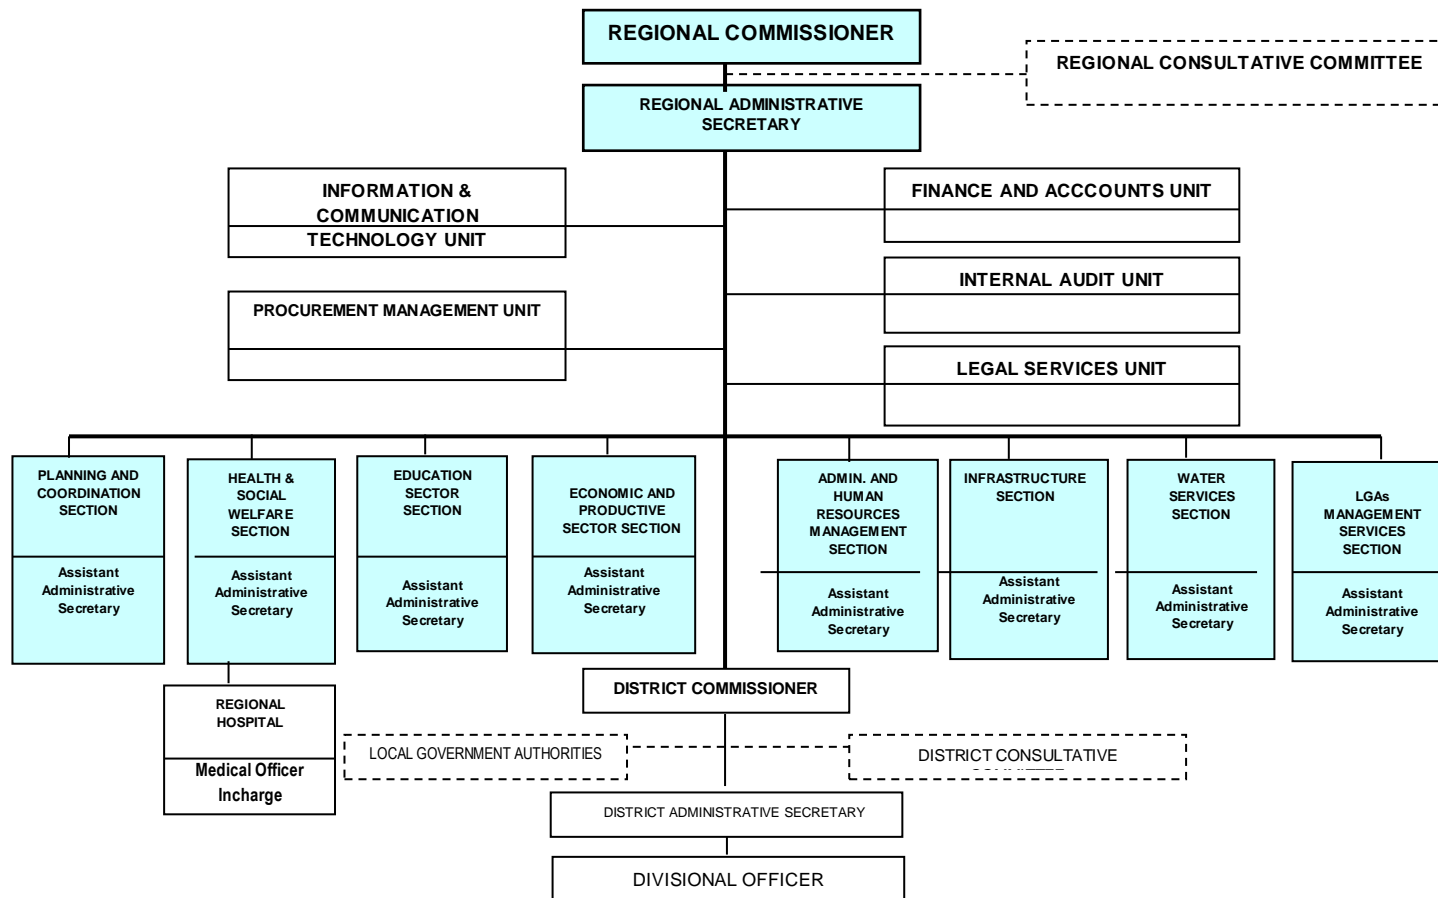 REGIONAL COMMISSIONER
REGIONAL CONSULTATIVE COMMITTEE
REGIONAL ADMINISTRATIVE
SECRETARY
INFORMATION &
COMMUNICATION
TECHNOLOGY UNIT
FINANCE AND ACCCOUNTS UNIT
PROCUREMENT MANAGEMENT UNIT
INTERNAL AUDIT UNIT
LEGAL SERVICES UNIT
PLANNING AND
COORDINATION
SECTION
Assistant
Administrative
Secretary
HEALTH &
SOCIAL
WELFARE
SECTION
Assistant
Administrative
Secretary
EDUCATION
SECTOR
SECTION
Assistant
Administrative
Secretary
ECONOMIC AND
PRODUCTIVE
SECTOR SECTION
Assistant
Administrative
Secretary
ADMIN. AND
HUMAN
RESOURCES
MANAGEMENT
SECTION
Assistant
Administrative
Secretary
INFRASTRUCTURE
SECTION
Assistant
Administrative
Secretary
WATER
SERVICES
SECTION
Assistant
Administrative
Secretary
LGAs
MANAGEMENT
SERVICES
SECTION
Assistant
Administrative
Secretary
REGIONAL
HOSPITAL
Medical Officer
Incharge
DISTRICT COMMISSIONER
LOCAL GOVERNMENT AUTHORITIES
DISTRICT CONSULTATIVE
DISTRICT ADMINISTRATIVE SECRETARY
DIVISIONAL OFFICER